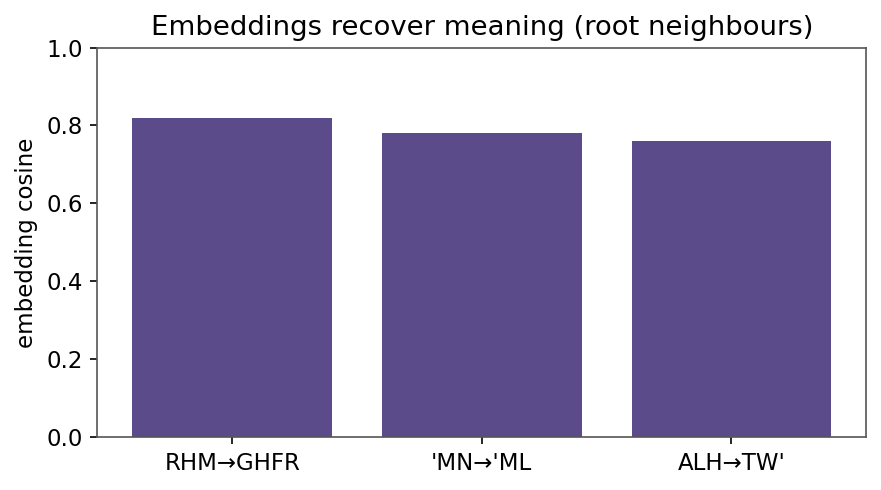 Embeddings recover meaning (root neighbours)
embedding cosine
1.0
0.8
0.6
0.4
0.2
0.0
RHM→GHFR
'MN→'ML
ALH→TW'